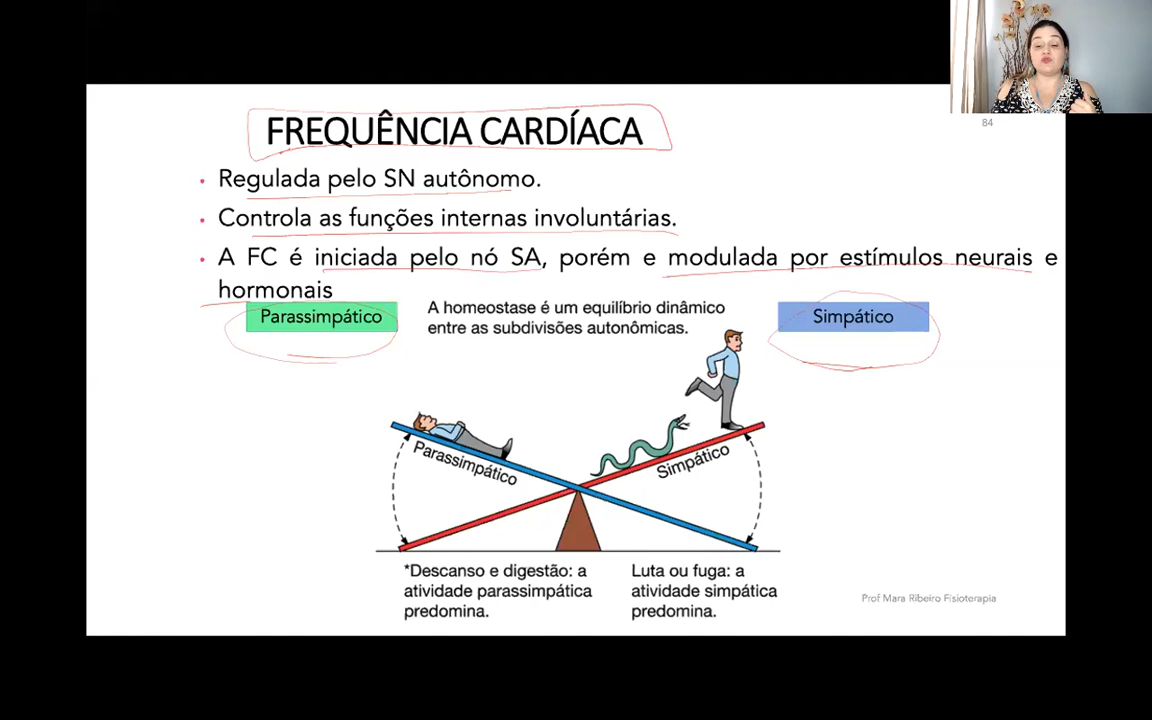 84
FREQUÊNCIA CARDÍACA
• Regulada pelo SN autônomo.
• Controla as funções internas involuntárias.
• A FC é iniciada pelo nó SA, porém e modulada por estímulos neurais e
hormonais
Parassimpático
A homeostase é um equilíbrio dinâmico
entre as subdivisões autonômicas.
Simpático
Parassimpático
Simpático
*Descanso e digestão: a
atividade parassimpática
predomina.
Luta ou fuga: a
atividade simpática
predomina.
Prof Mara Ribeiro Fisioterapia